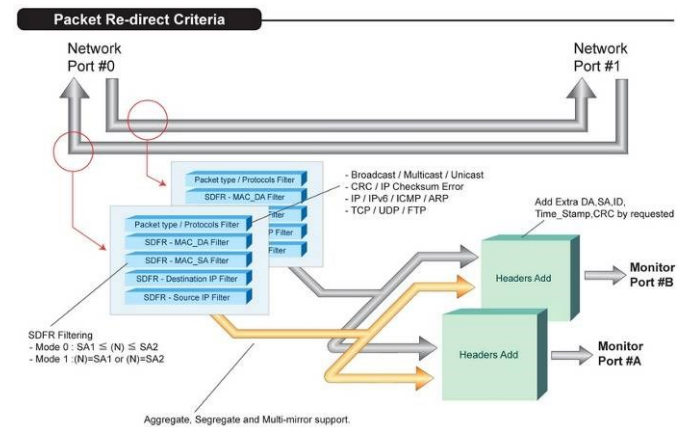 Packet Re-direct Criteria
Network
Port #0
Network
Port #1
Packet type / Protocols Filter
SDFR - MAC_DA Filter
Filter
P Filter
Filter
- Broadcast / Multicast / Unicast
- CRC / IP Checksum Error
- IP / IPv6 / ICMP / ARP
- TCP / UDP / FTP
Packet type / Protocols Filter
SDFR - MAC_DA Filter
SDFR - MAC_SA Filter
SDFR - Destination IP Filter
SDFR - Source IP Filter
Add Extra DA,SA,ID,
Time_Stamp,CRC by requested
Headers Add
Monitor
Port #B
Headers Add
Monitor
Port #A
SDFR Filtering
- Mode 0 : SA1 ≦ (N) ≦ SA2
- Mode 1 :(N)=SA1 or (N)=SA2
Aggregate, Segregate and Multi-mirror support.